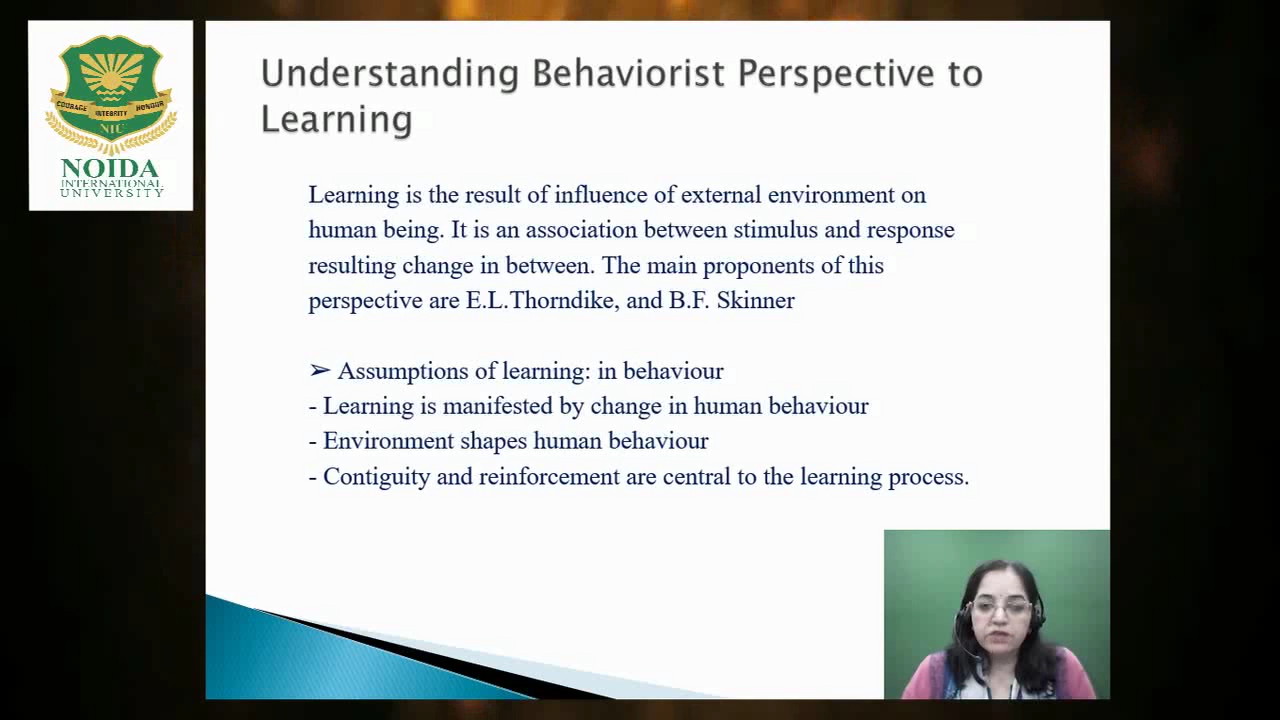 COURAGE INTEGRITY HONOUR
NIU
NOIDA
INTERNATIONAL
UNIVERSITY
Understanding Behaviorist Perspective to
Learning
Learning is the result of influence of external environment on
human being. It is an association between stimulus and response
resulting change in between. The main proponents of this
perspective are E.L.Thorndike, and B.F. Skinner
➢ Assumptions of learning: in behaviour
- Learning is manifested by change in human behaviour
- Environment shapes human behaviour
- Contiguity and reinforcement are central to the learning process.